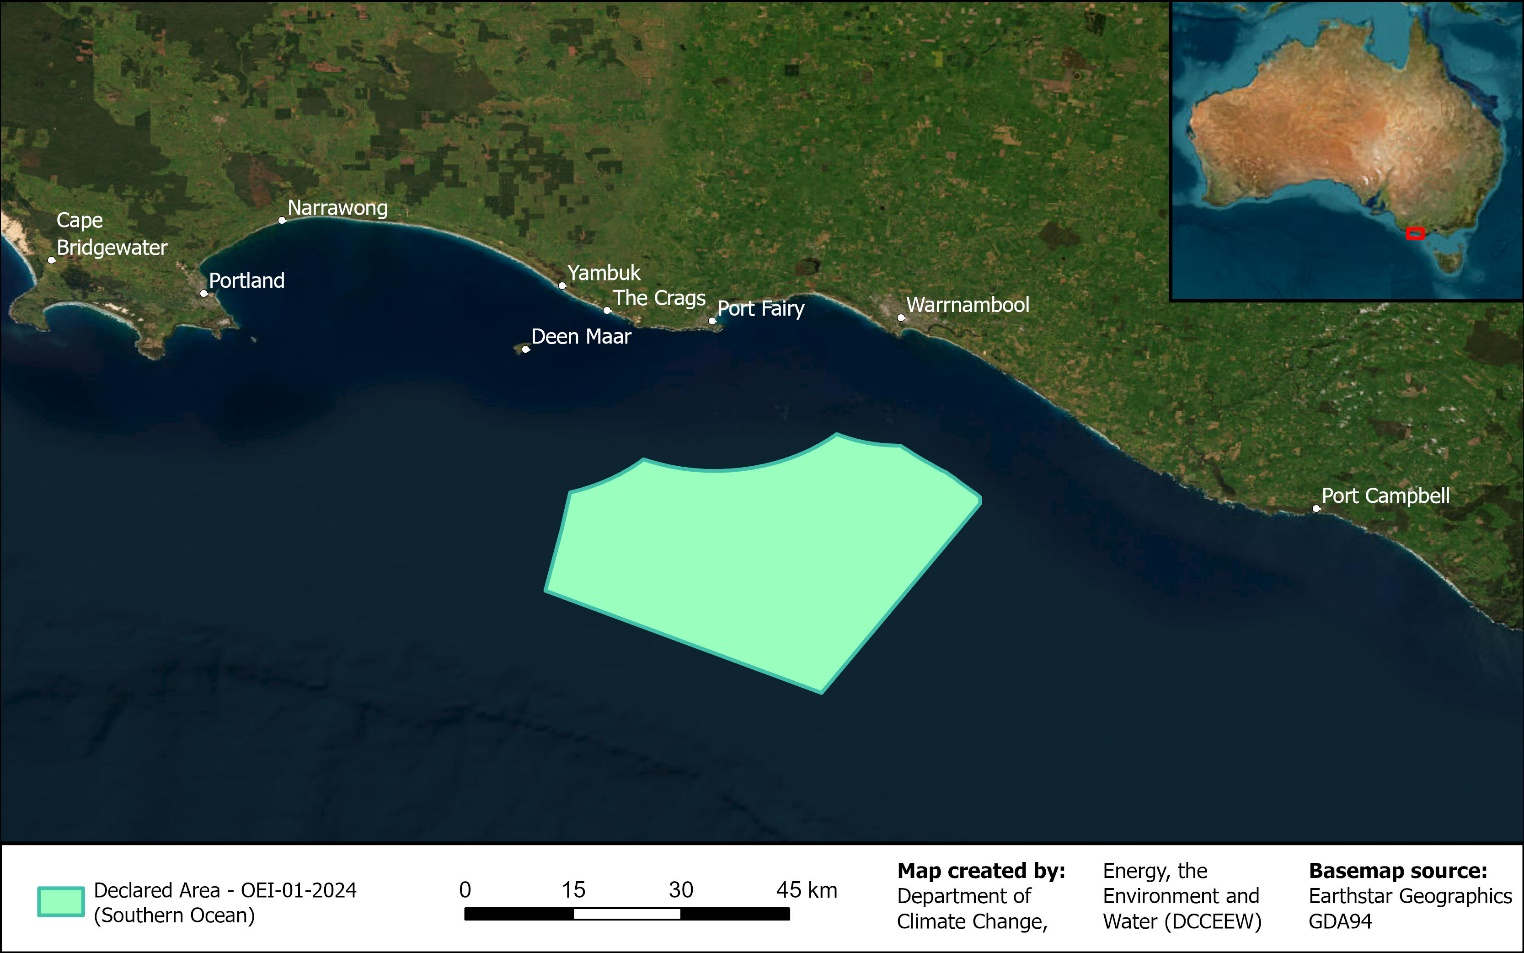 Cape
Bridgewater
Narrawong
Portland
Yambuk
The Crags
Port Fairy
Warrnambool
Deen Maar
Port Campbell
Declared Area - OEI-01-2024
(Southern Ocean)
0 15 30 45 km
Map created by:
Department of
Climate Change,
Energy, the
Environment and
Water (DCCEEW)
Basemap source:
Earthstar Geographics
GDA94